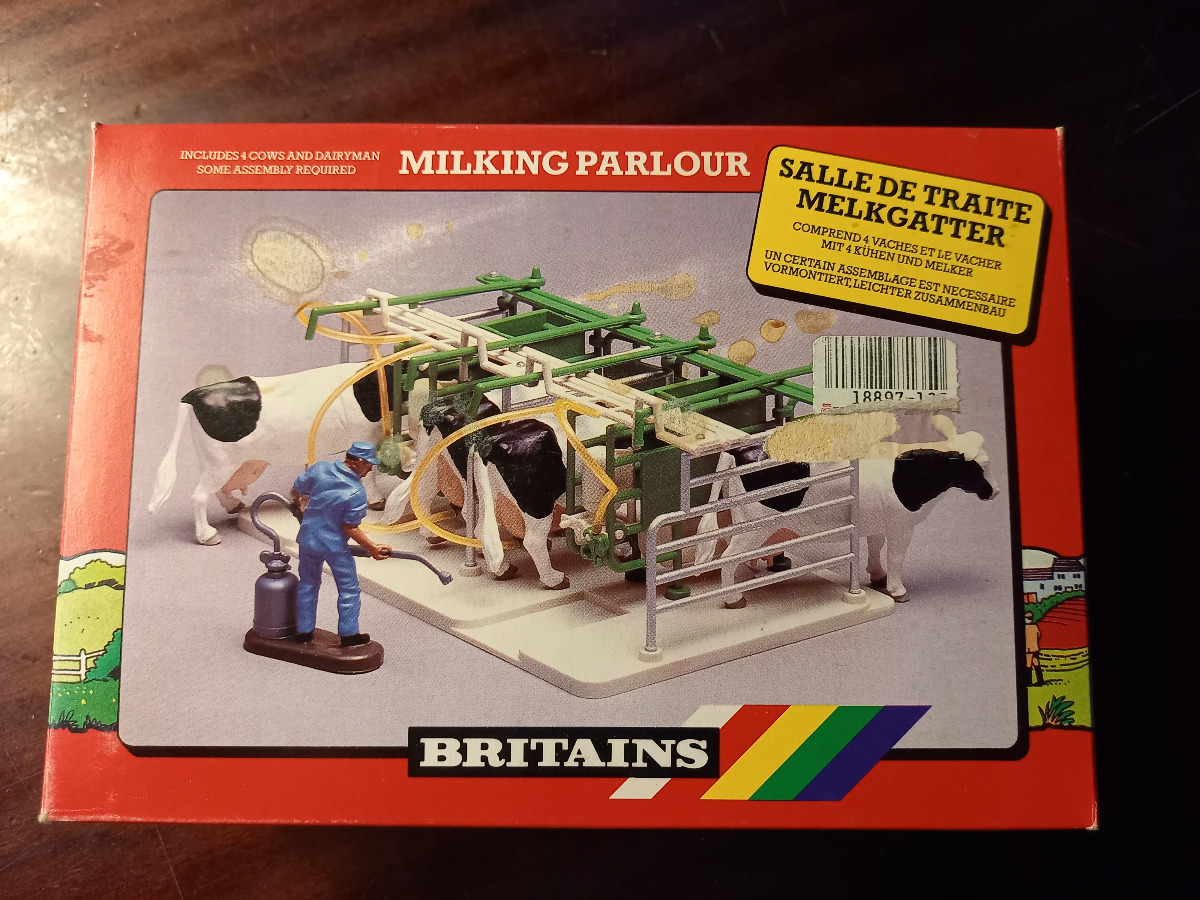 INCLUDES 4 COWS AND DAIRYMAN
SOME ASSEMBLY REQUIRED
MILKING PARLOUR
SALLE DE TRAITE
MELKGATTER
COMPREND 4 VACHES ET LE VACHER
MIT 4 KÜHEN UND MELKER
UN CERTAIN ASSEMBLAGE EST NECESSAIRE
VORMONTIERT, LEICHTER ZUSAMMENBAU
BRITAINS